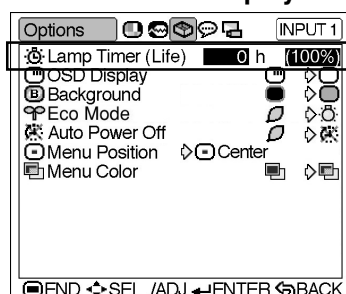 Options INPUT 1
Lamp Timer (Life) 0 h (100%)
OSD Display
B Background
Eco Mode
Auto Power Off
Menu Position Center
Menu Color
END SEL. /ADJ. ENTER BACK